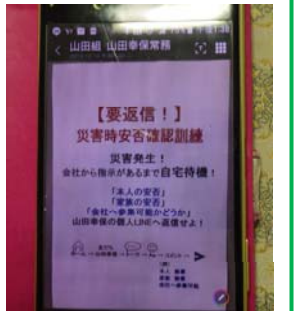 山田組 山田幸保常務
【要返信！】
災害時安否確認訓練
災害発生！
会社から指示があるまで自宅待機！
「本人の安否」
「家族の安否」
「会社へ参集可能かどうか」
山田幸保の個人LINEへ返信せよ！